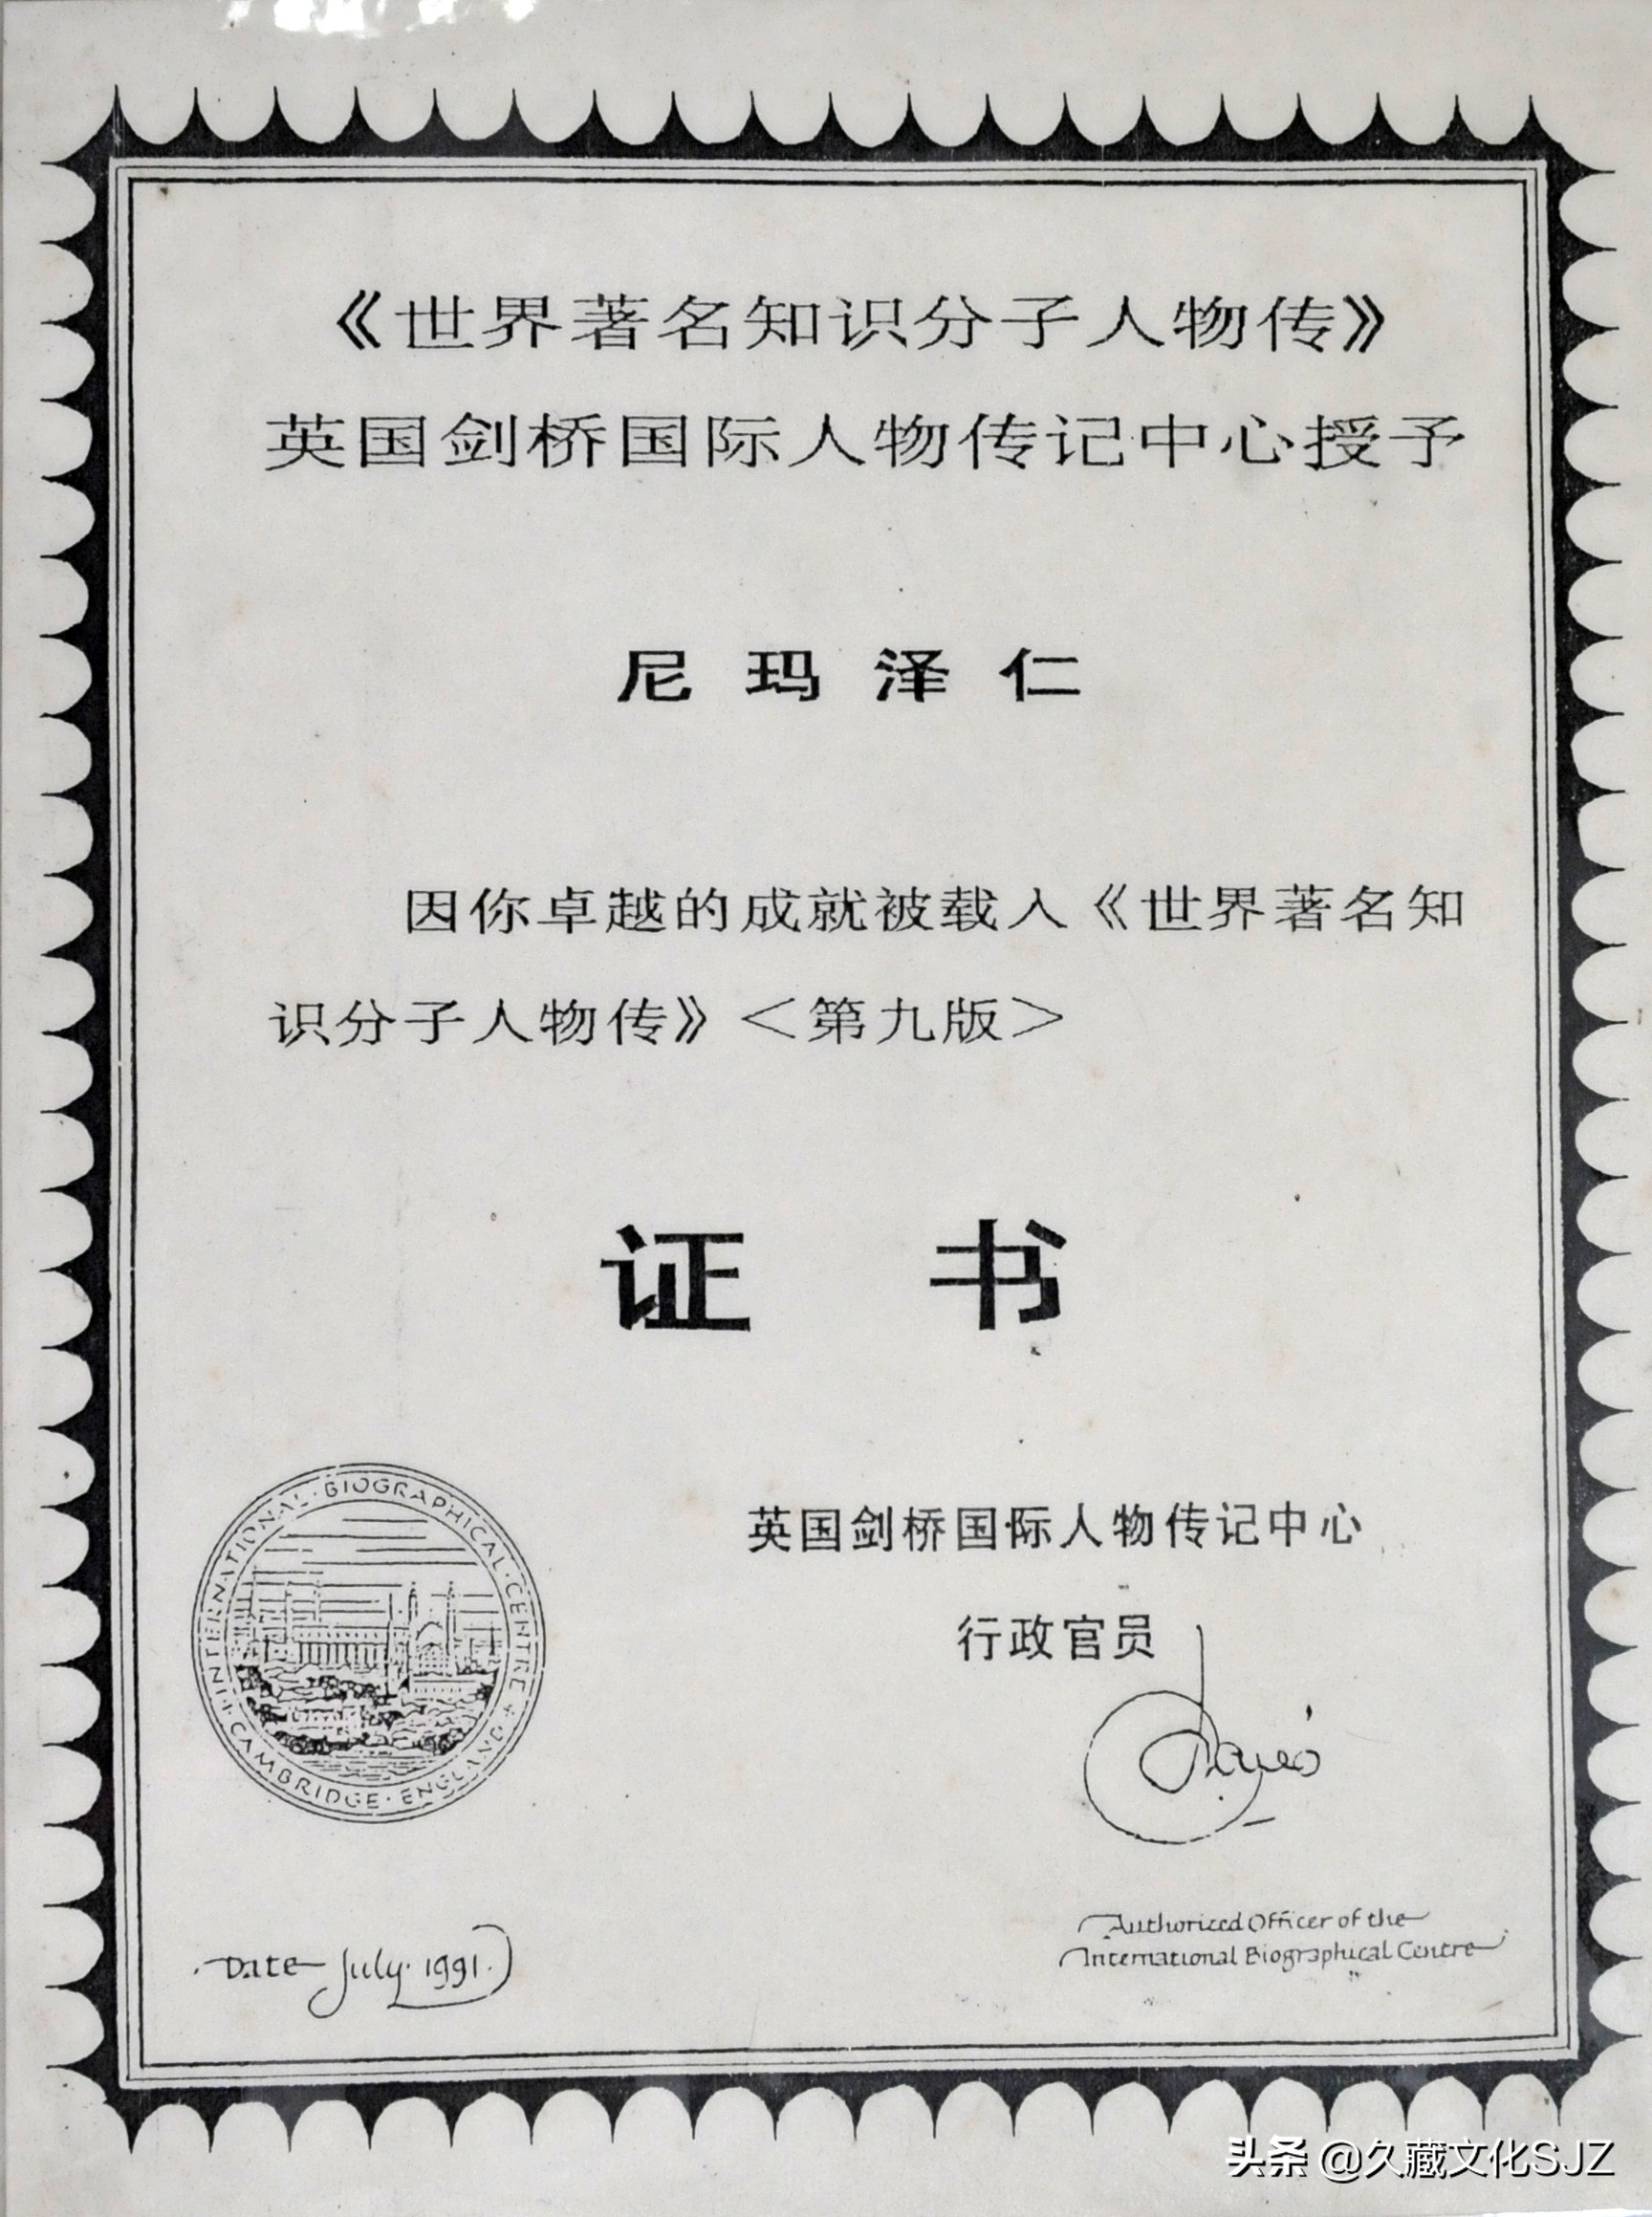 《世界著名知识分子人物传》
英国剑桥国际人物传记中心授予
尼玛泽仁
因你卓越的成就被载入《世界著名知
识分子人物传》<第九版>
证书
INTERNATIONAL·BIOGRAPHICAL·CENTRE
CAMBRIDGE·ENGLAND
英国剑桥国际人物传记中心
行政官员
Authorized Officer of the
International Biographical Centre
Date July 1991
头条 @久藏文化SJZ